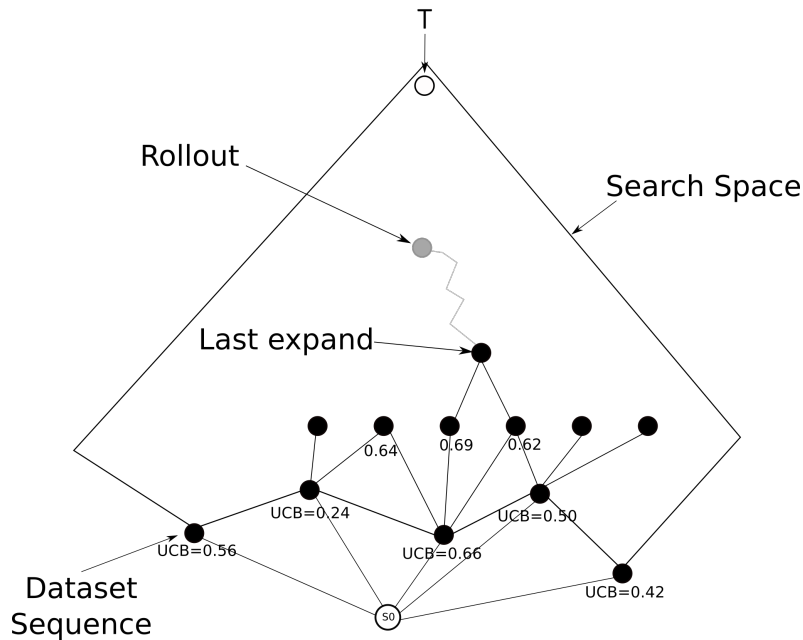 T
Rollout
Search Space
Last expand
0.64
0.69
0.62
UCB=0.24
UCB=0.50
UCB=0.56
UCB=0.66
UCB=0.42
Dataset
Sequence
S0